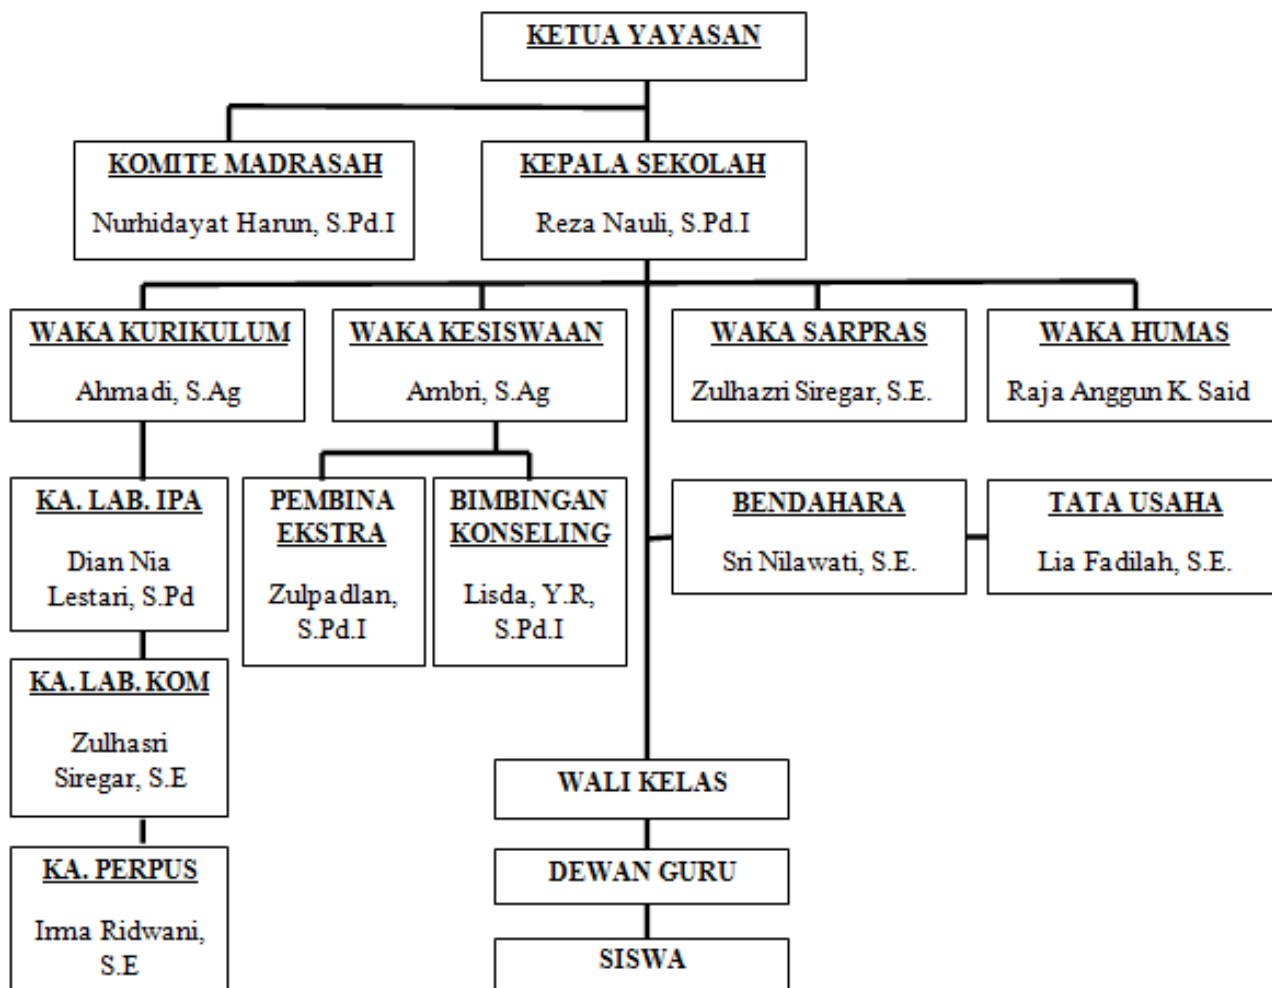 KETUA YAYASAN
KOMITE MADRASAH
Nurhidayat Harun, S.Pd.I
KEPALA SEKOLAH
Reza Nauli, S.Pd.I
WAKA KURIKULUM
Ahmadi, S.Ag
WAKA KESISWAAN
Ambri, S.Ag
WAKA SARPRAS
Zulhazri Siregar, S.E.
WAKA HUMAS
Raja Anggun K. Said
KA. LAB. IPA
Dian Nia
Lestari, S.Pd
PEMBINA
EKSTRA
Zulpadlan,
S.Pd.I
BIMBINGAN
KONSELING
Lisda, Y.R,
S.Pd.I
BENDAHARA
Sri Nilawati, S.E.
TATA USAHA
Lia Fadilah, S.E.
KA. LAB. KOM
Zulhasri
Siregar, S.E
KA. PERPUS
Irma Ridwani,
S.E
WALI KELAS
DEWAN GURU
SISWA